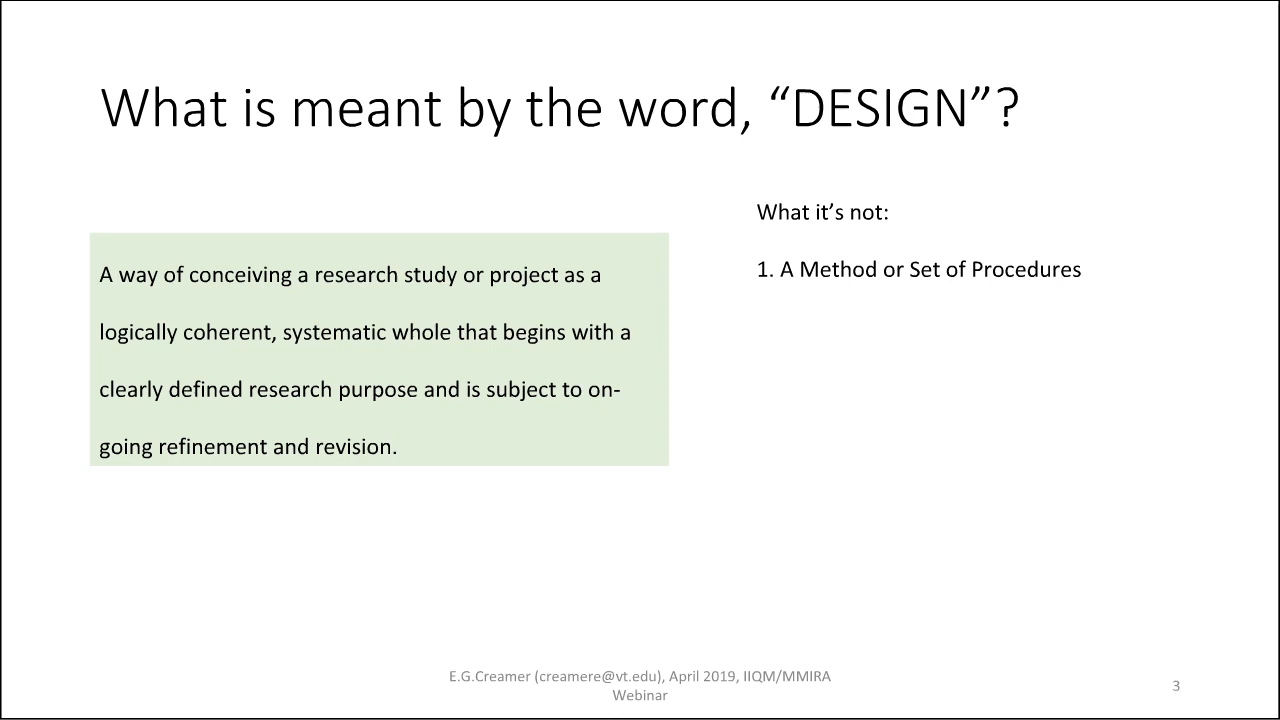 What is meant by the word, “DESIGN”?
A way of conceiving a research study or project as a
logically coherent, systematic whole that begins with a
clearly defined research purpose and is subject to on-
going refinement and revision.
What it’s not:
1. A Method or Set of Procedures
E.G.Creamer (creamere@vt.edu), April 2019, IIQM/MMIRA
Webinar
3